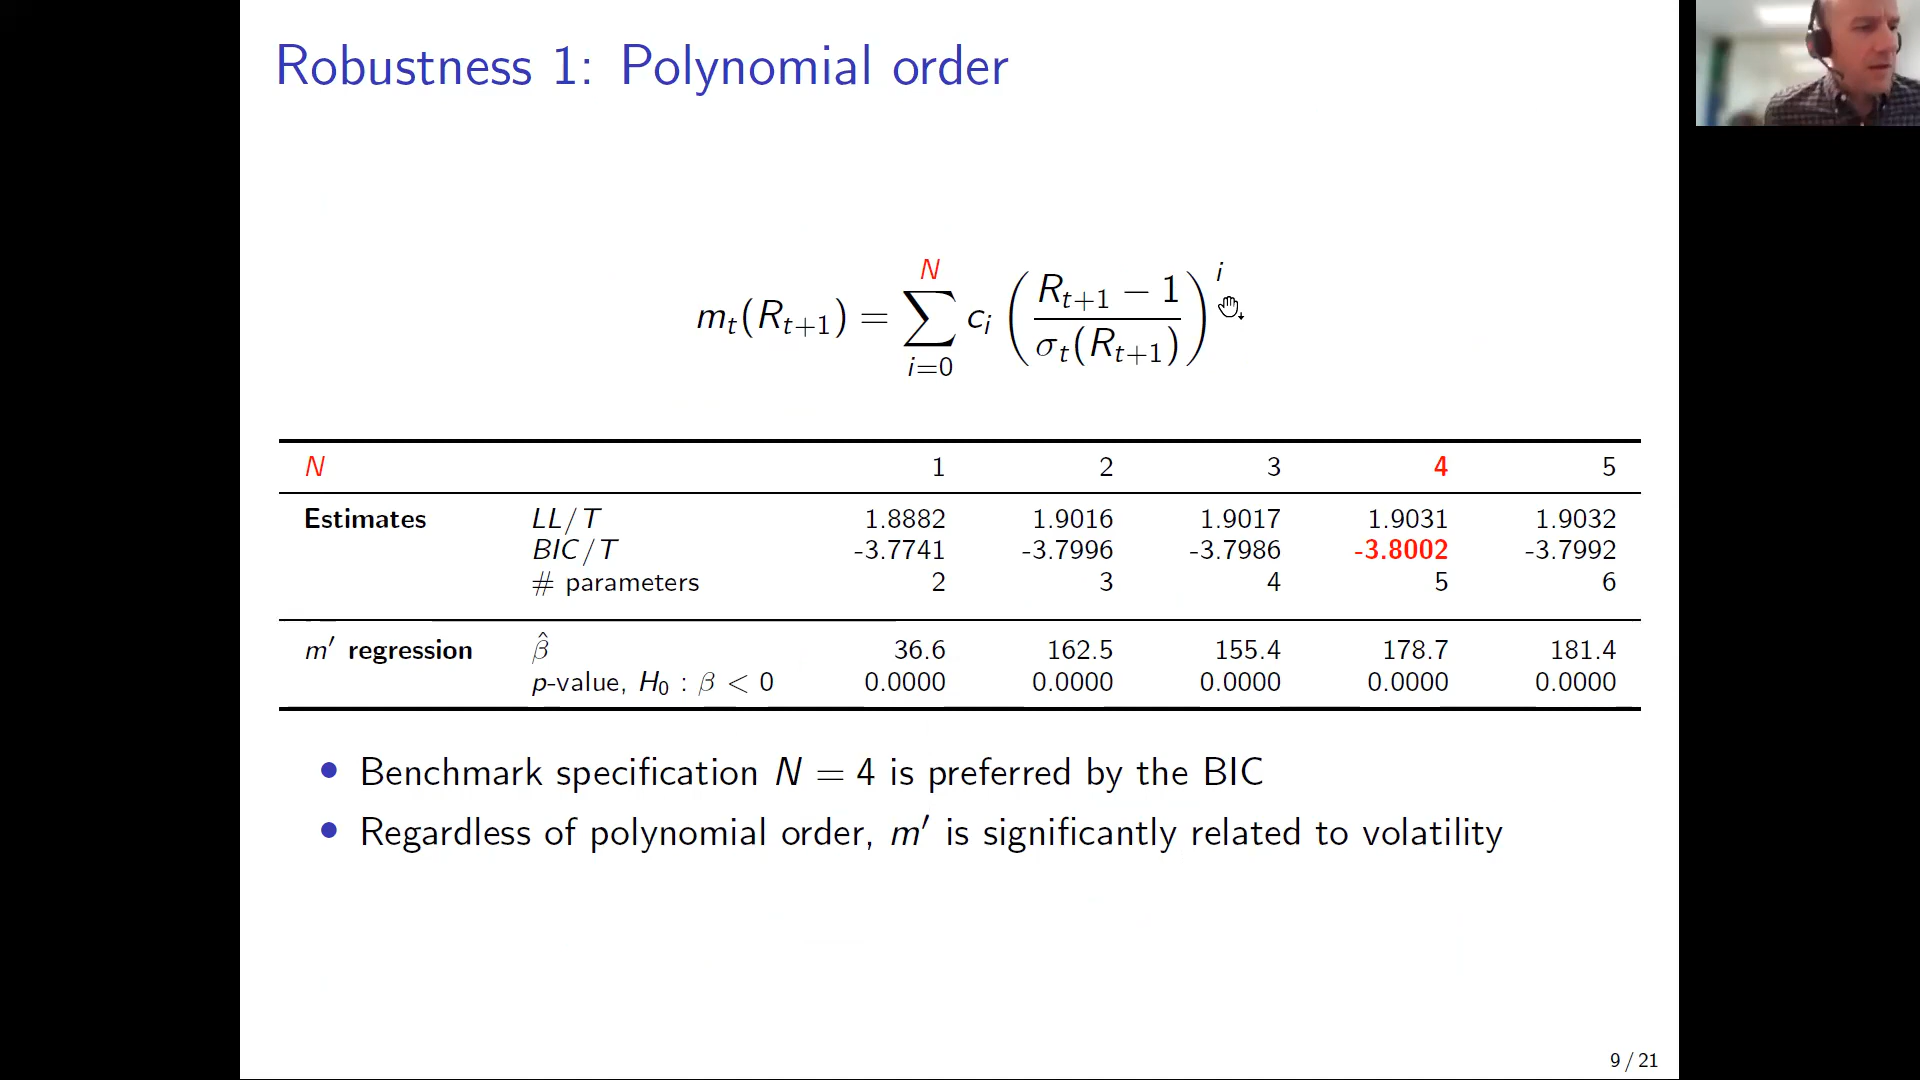 Robustness 1: Polynomial order
m_t(R_{t+1}) = \sum_{i=0}^{N} c_i \left( \frac{R_{t+1} - 1}{\sigma_t(R_{t+1})} \right)^i
N 1 2 3 4 5
Estimates LL/T 1.8882 1.9016 1.9017 1.9031 1.9032
BIC/T -3.7741 -3.7996 -3.7986 -3.8002 -3.7992
# parameters 2 3 4 5 6
m′ regression β̂ 36.6 162.5 155.4 178.7 181.4
p-value, H₀ : β < 0 0.0000 0.0000 0.0000 0.0000 0.0000
• Benchmark specification N = 4 is preferred by the BIC
• Regardless of polynomial order, m′ is significantly related to volatility
9 / 21